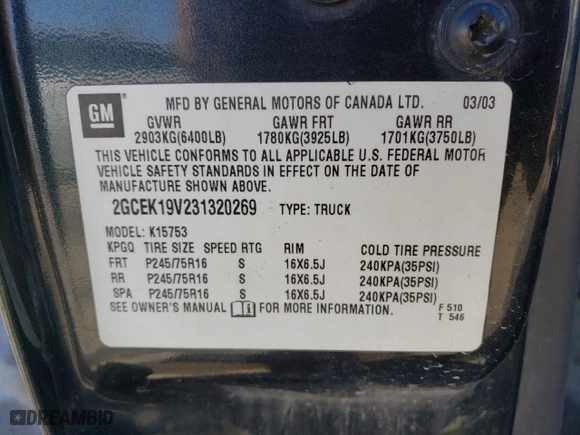 GM
MFD BY GENERAL MOTORS OF CANADA LTD. 03/03
GVWR GAWR FRT GAWR RR
2903KG(6400LB) 1780KG(3925LB) 1701KG(3750LB)
THIS VEHICLE CONFORMS TO ALL APPLICABLE U.S. FEDERAL MOTOR
VEHICLE SAFETY STANDARDS IN EFFECT ON THE DATE OF
MANUFACTURE SHOWN ABOVE.
2GCEK19V231320269 TYPE: TRUCK
MODEL: K15753
KPGQ TIRE SIZE SPEED RTG RIM COLD TIRE PRESSURE
FRT P245/75R16 S 16X6.5J 240KPA(35PSI)
RR P245/75R16 S 16X6.5J 240KPA(35PSI)
SPA P245/75R16 S 16X6.5J 240KPA(35PSI)
SEE OWNER'S MANUAL FOR MORE INFORMATION. F 510
T 546
DREAMBID